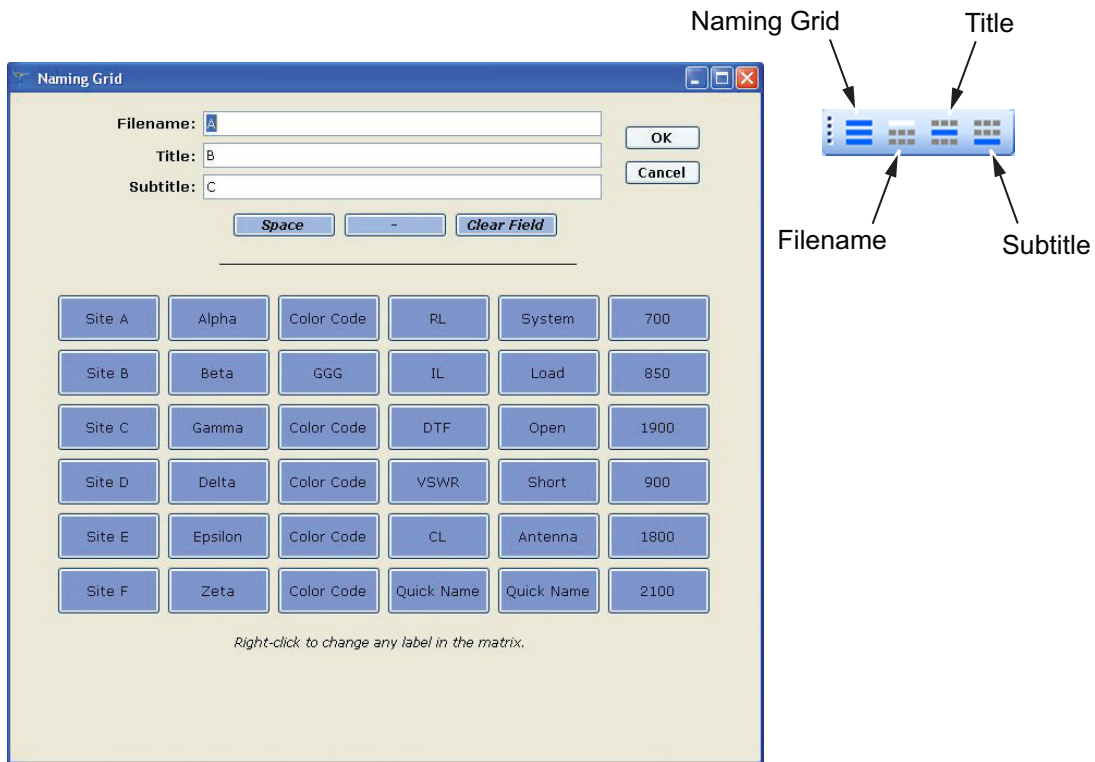 Naming Grid Title
Naming Grid
Filename: A
Title: B
Subtitle: C
OK
Cancel
Space - Clear Field
Filename Subtitle
Site A Alpha Color Code RL System 700
Site B Beta GGG IL Load 850
Site C Gamma Color Code DTF Open 1900
Site D Delta Color Code VSWR Short 900
Site E Epsilon Color Code CL Antenna 1800
Site F Zeta Color Code Quick Name Quick Name 2100
Right-click to change any label in the matrix.